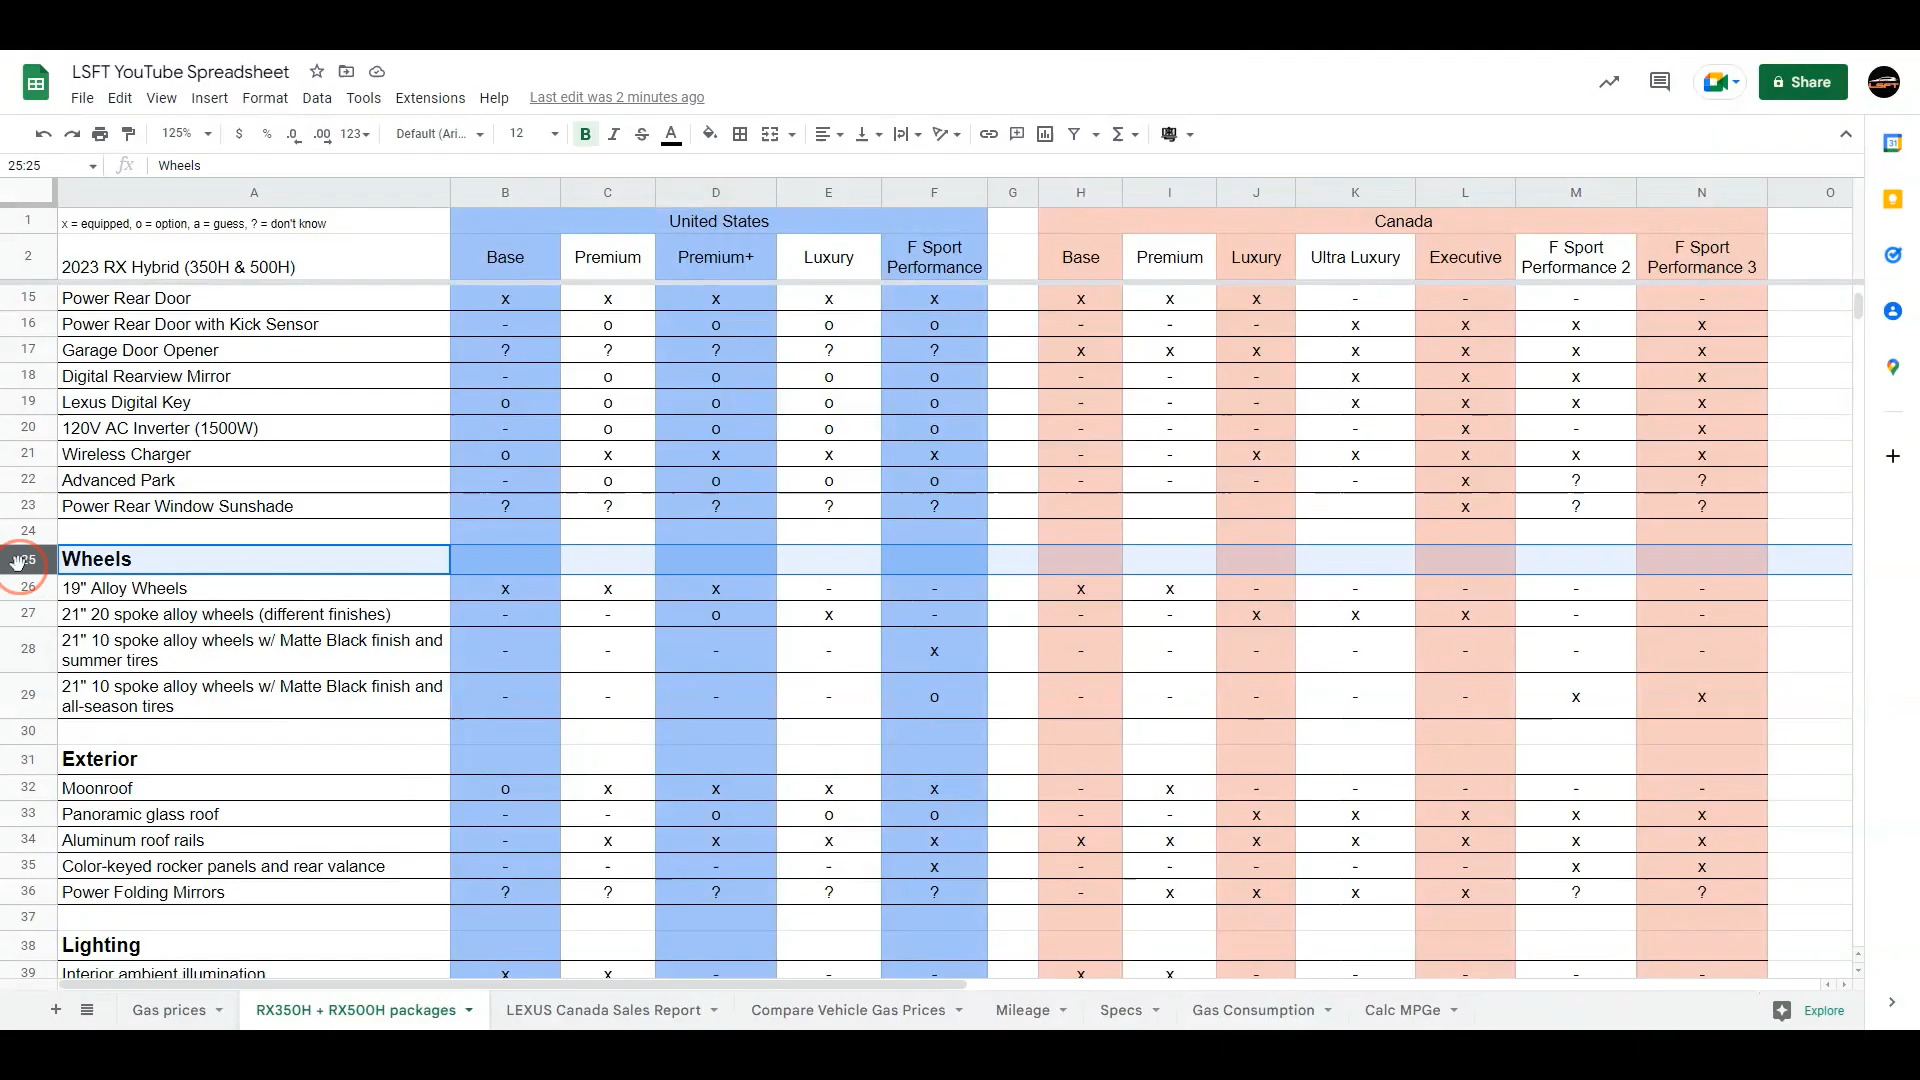 LSFT YouTube Spreadsheet
File Edit View Insert Format Data Tools Extensions Help Last edit was 2 minutes ago
Share
125% $ % .0 .00 123 Default (Ari... 12 B I S A
25:25 fx Wheels
A B C D E F G H I J K L M N O
1 x = equipped, o = option, a = guess, ? = don't know United States Canada
2 2023 RX Hybrid (350H & 500H) Base Premium Premium+ Luxury F Sport Performance Base Premium Luxury Ultra Luxury Executive F Sport Performance 2 F Sport Performance 3
15 Power Rear Door x x x x x x x x - - - -
16 Power Rear Door with Kick Sensor - o o o o - - - x x x x
17 Garage Door Opener ? ? ? ? ? x x x x x x x
18 Digital Rearview Mirror - o o o o - - - x x x x
19 Lexus Digital Key o o o o o - - - x x x x
20 120V AC Inverter (1500W) - o o o o - - - - x - x
21 Wireless Charger o x x x x - - x x x x x
22 Advanced Park - o o o o - - - - x ? ?
23 Power Rear Window Sunshade ? ? ? ? ? x ? ?
24
25 Wheels
26 19" Alloy Wheels x x x - - x x - - - - -
27 21" 20 spoke alloy wheels (different finishes) - - o x - - - x x x - -
28 21" 10 spoke alloy wheels w/ Matte Black finish and summer tires - - - - x - - - - - - -
29 21" 10 spoke alloy wheels w/ Matte Black finish and all-season tires - - - - o - - - - - x x
30
31 Exterior
32 Moonroof o x x x x - x - - - - -
33 Panoramic glass roof - - o o o - - x x x x x
34 Aluminum roof rails - x x x x x x x x x x x
35 Color-keyed rocker panels and rear valance - - - - x - - - - - x x
36 Power Folding Mirrors ? ? ? ? ? - x x x x ? ?
37
38 Lighting
39 Interior ambient illumination x x - - - x x - - - - -
Gas prices RX350H + RX500H packages LEXUS Canada Sales Report Compare Vehicle Gas Prices Mileage Specs Gas Consumption Calc MPGe Explore